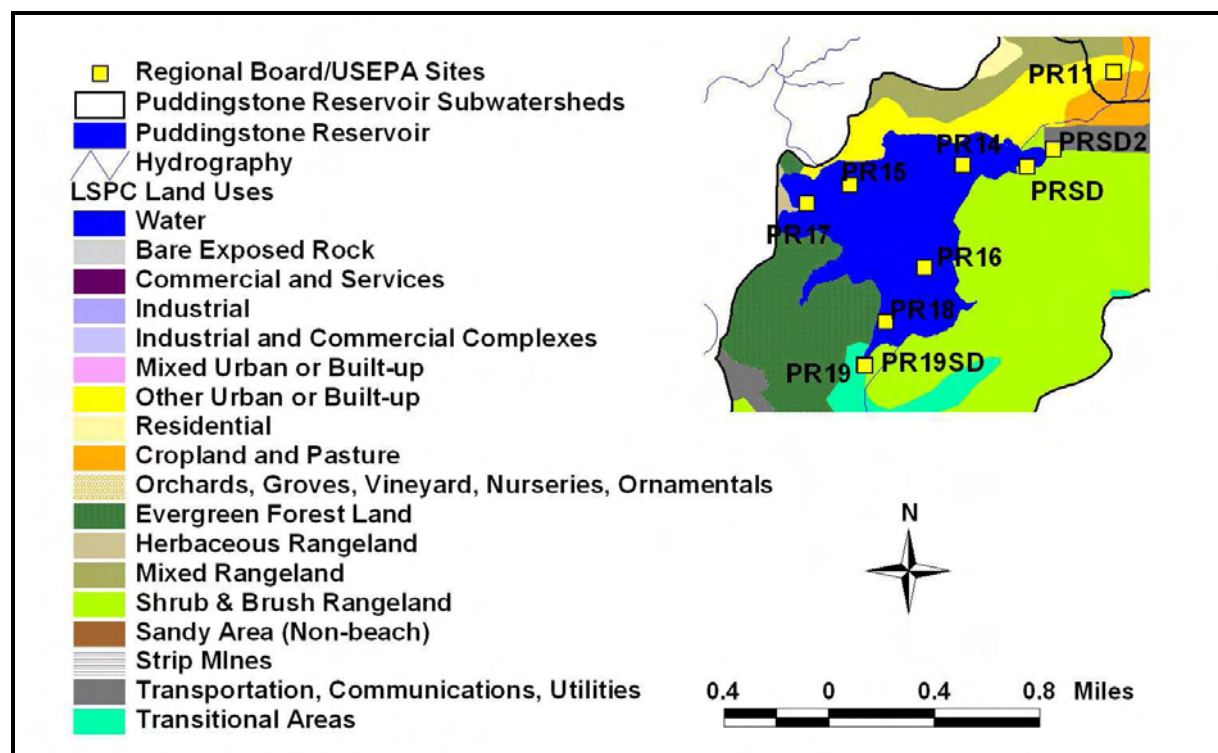 Regional Board/USEPA Sites
Puddingstone Reservoir Subwatersheds
Puddingstone Reservoir
Hydrography
LSPC Land Uses
Water
Bare Exposed Rock
Commercial and Services
Industrial
Industrial and Commercial Complexes
Mixed Urban or Built-up
Other Urban or Built-up
Residential
Cropland and Pasture
Orchards, Groves, Vineyard, Nurseries, Ornamentals
Evergreen Forest Land
Herbaceous Rangeland
Mixed Rangeland
Shrub & Brush Rangeland
Sandy Area (Non-beach)
Strip MInes
Transportation, Communications, Utilities
Transitional Areas
PR11
PRSD2
PR14
PR15
PRSD
PR17
PR16
PR18
PR19
PR19SD
N
0.4 0 0.4 0.8 Miles